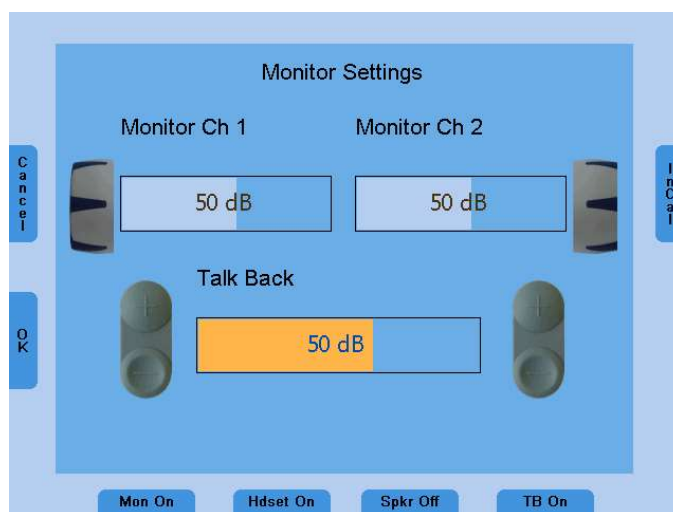 Monitor Settings
Monitor Ch 1
Monitor Ch 2
Cancel
InCal
50 dB
50 dB
Talk Back
OK
50 dB
Mon On
Hdset On
Spkr Off
TB On